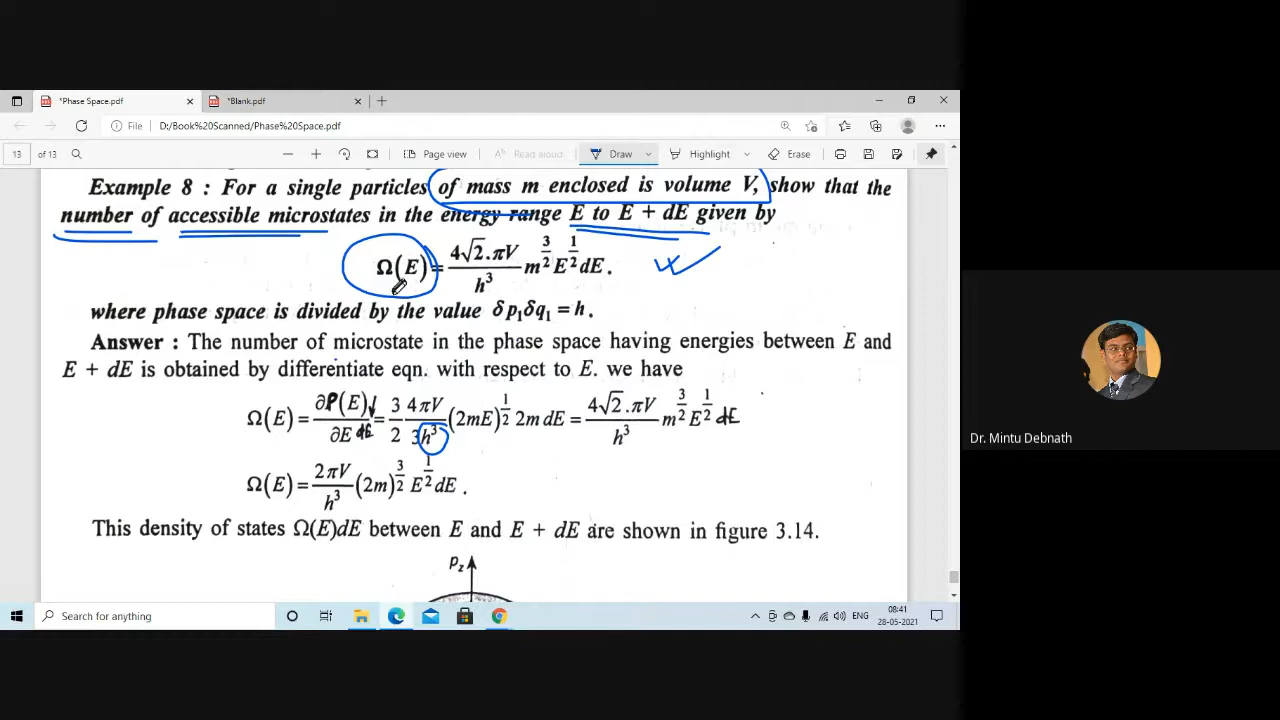 *Phase Space.pdf
*Blank.pdf
File D:/Book%20Scanned/Phase%20Space.pdf
13 of 13 Page view Read aloud Draw Highlight Erase
Example 8 : For a single particles of mass m enclosed is volume V, show that the
number of accessible microstates in the energy range E to E + dE given by
Ω(E) = 4√2.πV/h³ m^{3/2} E^{1/2} dE.
where phase space is divided by the value δp₁δq₁ = h.
Answer : The number of microstate in the phase space having energies between E and
E + dE is obtained by differentiate eqn. with respect to E. we have
Ω(E) = ∂P(E)/∂E dE = 3/2 4πV/3h³ (2mE)^{1/2} 2m dE = 4√2.πV/h³ m^{3/2} E^{1/2} dE
Ω(E) = 2πV/h³ (2m)^{3/2} E^{1/2} dE .
This density of states Ω(E)dE between E and E + dE are shown in figure 3.14.
P_z
Dr. Mintu Debnath
Search for anything
ENG
08:41
28-05-2021